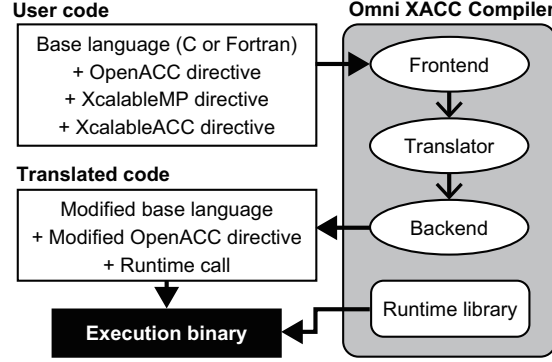 User code
Base language (C or Fortran)
+ OpenACC directive
+ XcalableMP directive
+ XcalableACC directive
Translated code
Modified base language
+ Modified OpenACC directive
+ Runtime call
Execution binary
Omni XACC Compiler
Frontend
Translator
Backend
Runtime library